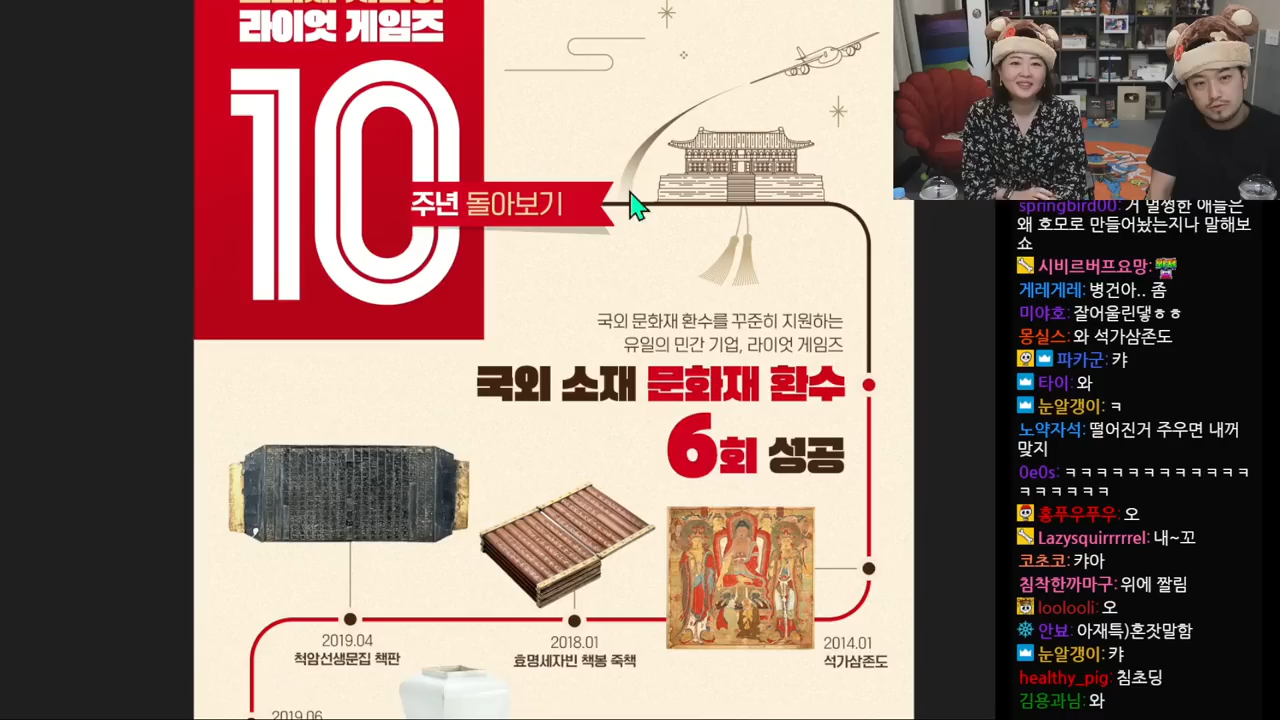 라이엇 게임즈
10
주년 돌아보기
국외 문화재 환수를 꾸준히 지원하는
유일의 민간 기업, 라이엇 게임즈
국외 소재 문화재 환수
6회 성공
2019.04
척암선생문집 책판
2018.01
효명세자빈 책봉 죽책
2014.01
석가삼존도
2019.06
springbird00: 거 멀쩡한 애들은
왜 호모로 만들어놨는지나 말해보
쇼
시비르버프요망:
게레게레: 병건아.. 좀
미야호: 잘어울린댛ㅎㅎ
몽실스: 와 석가삼존도
파카군: 캬
타이: 와
눈알갱이: ㅋ
노약자석: 떨어진거 주우면 내꺼
맞지
0e0s: ㅋㅋㅋㅋㅋㅋㅋㅋㅋㅋㅋㅋ
ㅋㅋㅋㅋㅋㅋ
홍푸우푸우: 오
Lazysquirrrrrel: 내~꼬
코초코: 캬아
침착한까마구: 위에 짤림
looloolI: 오
안뵤: 아재특)혼잣말함
눈알갱이: 캬
healthy_pig: 침초딩
김용과님: 와